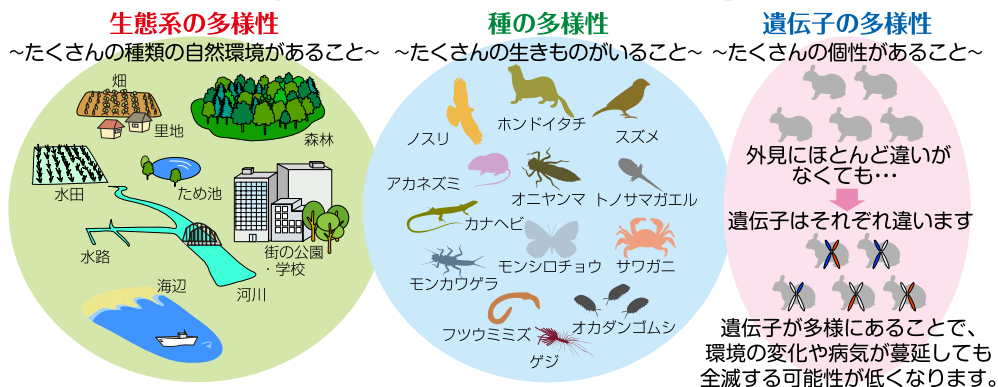 生態系の多様性
~たくさんの種類の自然環境があること~
畑
里地
森林
水田
ため池
水路
街の公園
・学校
河川
海辺
種の多様性
~たくさんの生きものがいること~
ノスリ
ホンドイタチ
スズメ
アカネズミ
オニヤンマ
トノサマガエル
カナヘビ
モンカワゲラ
モンシロチョウ
サワガニ
フツウミミズ
オカダンゴムシ
ゲジ
遺伝子の多様性
~たくさんの個性があること~
外見にほとんど違いが
なくても…
遺伝子はそれぞれ違います
遺伝子が多様にあることで、
環境の変化や病気が蔓延しても
全滅する可能性が低くなります。